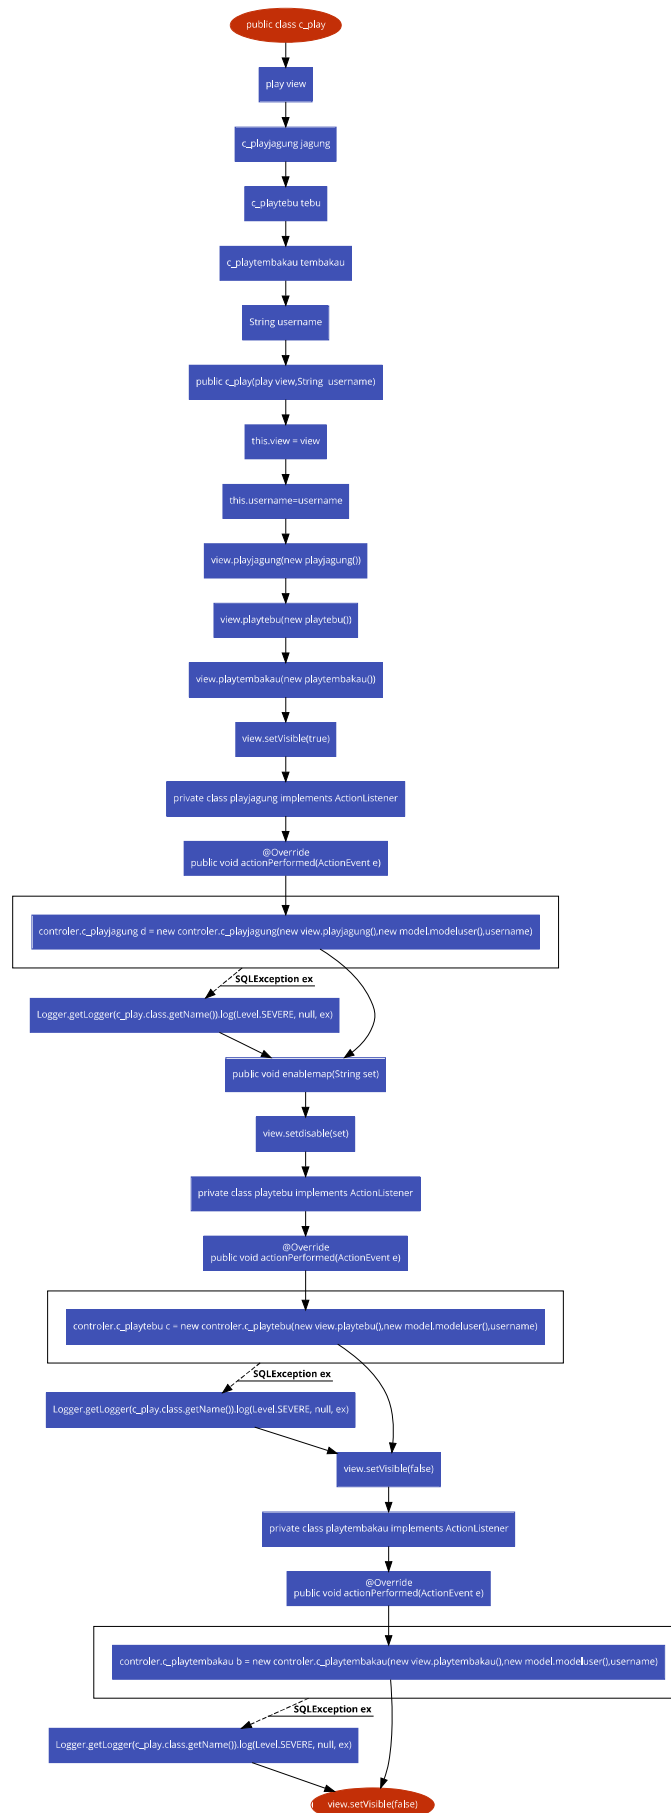 public class c_play
play view
c_playjagung jagung
c_playtebu tebu
c_playtembakau tembakau
String username
public c_play(play view,String  username)
this.view = view
this.username=username
view.playjagung(new playjagung())
view.playtebu(new playtebu())
view.playtembakau(new playtembakau())
view.setVisible(true)
private class playjagung implements ActionListener
@Override
public void actionPerformed(ActionEvent e)
controler.c_playjagung d = new controler.c_playjagung(new view.playjagung(),new model.modeluser(),username)
SQLException ex
Logger.getLogger(c_play.class.getName()).log(Level.SEVERE, null, ex)
public void enablemap(String set)
view.setdisable(set)
private class playtebu implements ActionListener
@Override
public void actionPerformed(ActionEvent e)
controler.c_playtebu c = new controler.c_playtebu(new view.playtebu(),new model.modeluser(),username)
SQLException ex
Logger.getLogger(c_play.class.getName()).log(Level.SEVERE, null, ex)
view.setVisible(false)
private class playtembakau implements ActionListener
@Override
public void actionPerformed(ActionEvent e)
controler.c_playtembakau b = new controler.c_playtembakau(new view.playtembakau(),new model.modeluser(),username)
SQLException ex
Logger.getLogger(c_play.class.getName()).log(Level.SEVERE, null, ex)
view.setVisible(false)